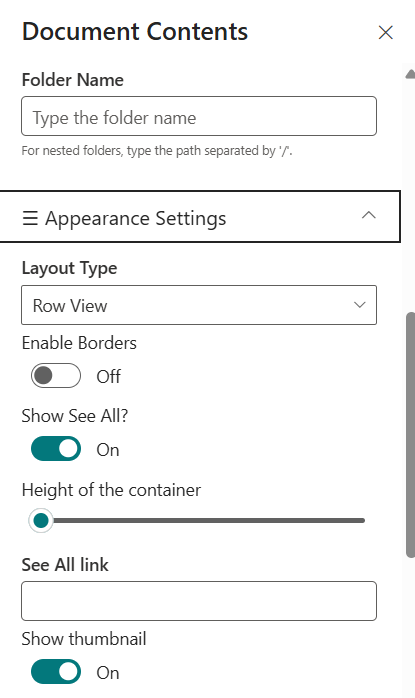 Document Contents
Folder Name
Type the folder name
For nested folders, type the path separated by '/'.
Appearance Settings
Layout Type
Row View
Enable Borders
Off
Show See All?
On
Height of the container
See All link
Show thumbnail
On